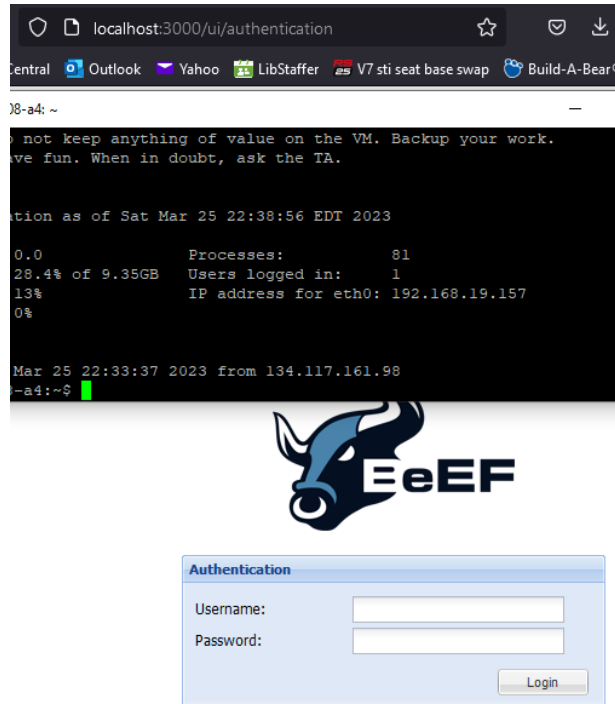 localhost:3000/ui/authentication
Central Outlook Yahoo LibStaffer RS 25 V7 sti seat base swap Build-A-Bear
08-a4: ~
not keep anything of value on the VM. Backup your work.
ve fun. When in doubt, ask the TA.
ation as of Sat Mar 25 22:38:56 EDT 2023
0.0 Processes: 81
28.4% of 9.35GB Users logged in: 1
13% IP address for eth0: 192.168.19.157
0%
Mar 25 22:33:37 2023 from 134.117.161.98
-a4:~$
BeEF
Authentication
Username:
Password:
Login